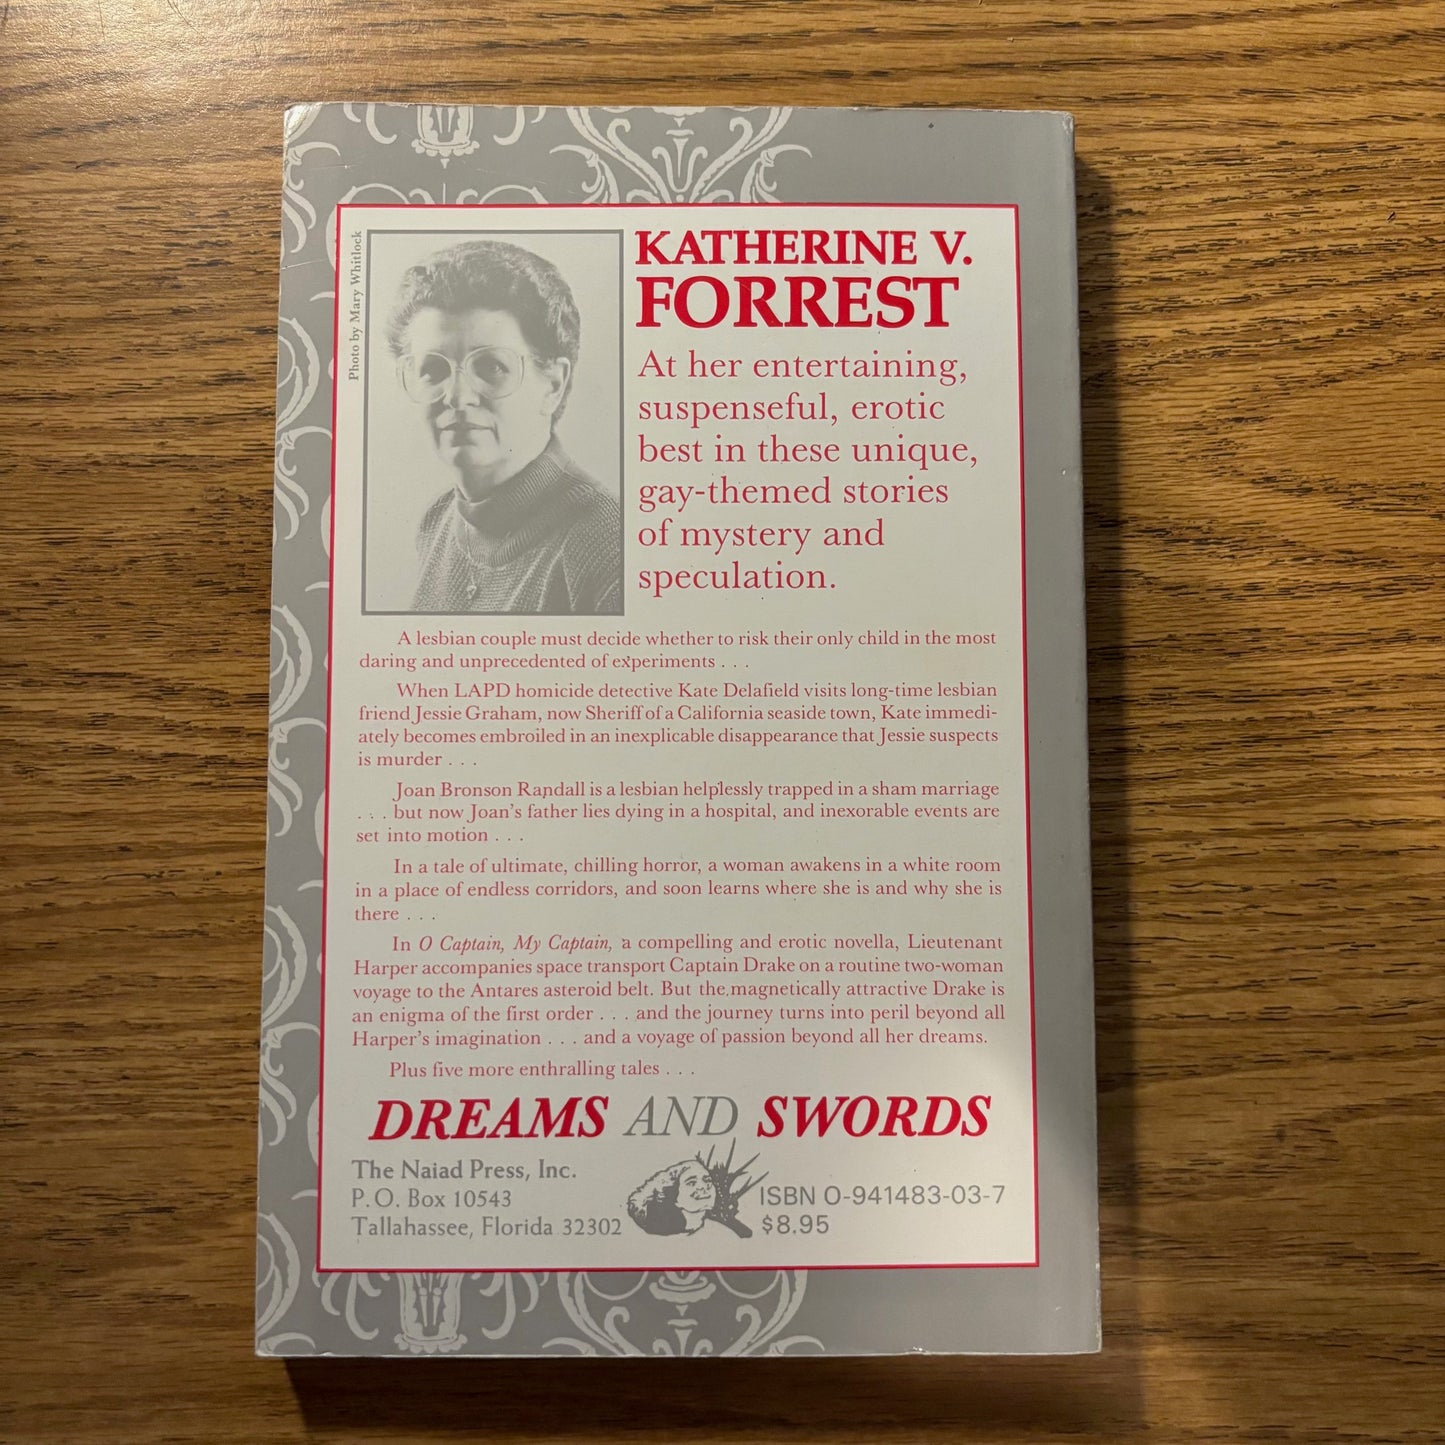 Photo by Mary Whitlock
KATHERINE V.
FORREST
At her entertaining,
suspenseful, erotic
best in these unique,
gay-themed stories
of mystery and
speculation.
A lesbian couple must decide whether to risk their only child in the most
daring and unprecedented of experiments . . .
When LAPD homicide detective Kate Delafield visits long-time lesbian
friend Jessie Graham, now Sheriff of a California seaside town, Kate immedi-
ately becomes embroiled in an inexplicable disappearance that Jessie suspects
is murder . . .
Joan Bronson Randall is a lesbian helplessly trapped in a sham marriage
. . . but now Joan's father lies dying in a hospital, and inexorable events are
set into motion . . .
In a tale of ultimate, chilling horror, a woman awakens in a white room
in a place of endless corridors, and soon learns where she is and why she is
there . . .
In O Captain, My Captain, a compelling and erotic novella, Lieutenant
Harper accompanies space transport Captain Drake on a routine two-woman
voyage to the Antares asteroid belt. But the magnetically attractive Drake is
an enigma of the first order . . . and the journey turns into peril beyond all
Harper's imagination . . . and a voyage of passion beyond all her dreams.
Plus five more enthralling tales . . .
DREAMS AND SWORDS
The Naiad Press, Inc.
P.O. Box 10543
Tallahassee, Florida 32302
ISBN 0-941483-03-7
$8.95